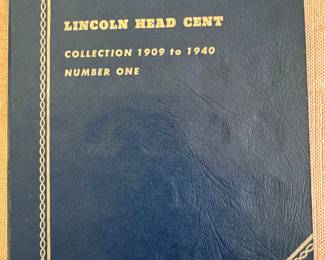 LINCOLN HEAD CENT
COLLECTION 1909 to 1940
NUMBER ONE